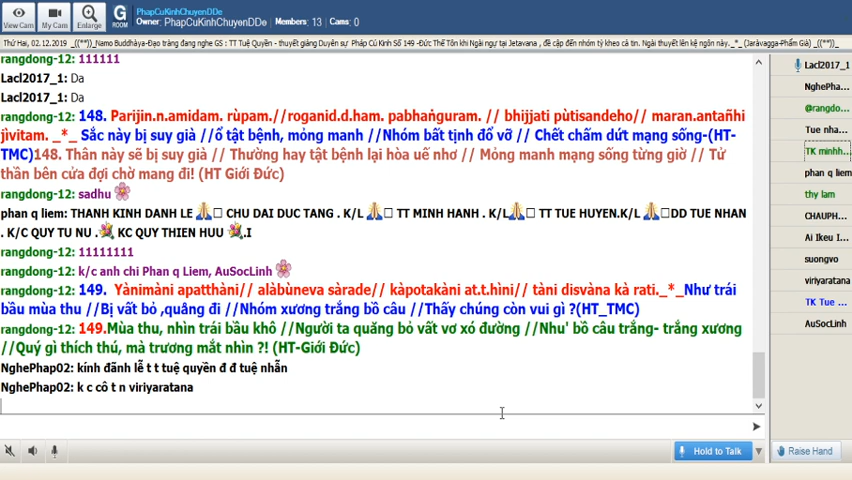 PhapCuKinhChuyenDDe
Owner: PhapCuKinhChuyenDDe Members: 13 Cams: 0
View Cam My Cam Enlarge G ROOM
Thứ Hai, 02.12.2019 _((**))_Namo Buddhàya-Đạo tràng đang nghe GS : TT Tuệ Quyền - thuyết giảng Duyên sự Pháp Cú Kinh Số 149 -Đức Thế Tôn khi Ngài ngự tại Jetavana , đề cập đến nhóm tỳ kheo cả tin. Ngài thuyết lên kệ ngôn này._*_ (Jaràvagga-Phẩm Già) _((**))_
rangdong-12: 111111
Lacl2017_1: Da
Lacl2017_1: Da
rangdong-12: 148. Parijin.n.amidam. rùpam.//roganid.d.ham. pabhaṅguram. // bhijjati pùtisandeho// maran.antañhi
jìvitam. _*_ Sắc này bị suy già //ổ tật bệnh, mỏng manh //Nhóm bất tịnh đổ vỡ // Chết chấm dứt mạng sống-(HT-
TMC)148. Thân này sẽ bị suy già // Thường hay tật bệnh lại hòa uế nhơ // Mỏng manh mạng sống từng giờ // Tử
thần bên cửa đợi chờ mang đi! (HT Giới Đức)
rangdong-12: sadhu
phan q liem: THANH KINH DANH LE CHU DAI DUC TANG . K/L TT MINH HANH . K/L TT TUE HUYEN.K/L DD TUE NHAN
. K/C QUY TU NU . KC QUY THIEN HUU .I
rangdong-12: 11111111
rangdong-12: k/c anh chi Phan q Liem, AuSocLinh
rangdong-12: 149. Yànimàni apatthàni// alàbùneva sàrade// kàpotakàni at.t.hìni// tàni disvàna kà rati._*_Như trái
bầu mùa thu //Bị vất bỏ ,quăng đi //Nhóm xương trắng bồ câu //Thấy chúng còn vui gì ?(HT_TMC)
rangdong-12: 149.Mùa thu, nhìn trái bầu khô //Người ta quăng bỏ vất vơ xó đường //Như' bồ câu trắng- trắng xương
//Quý gì thích thú, mà trương mắt nhìn ?! (HT-Giới Đức)
NghePhap02: kính đãnh lễ t t tuệ quyền đ đ tuệ nhẫn
NghePhap02: k c cô t n viriyaratana
Lacl2017_1
NghePha...
@rangdo...
Tue nha...
TK minhh...
phan q liem
thy lam
CHAUPH...
Ai Ikeu I...
suongvo
viriyaratana
TK Tue ...
AuSocLinh
Hold to Talk
Raise Hand